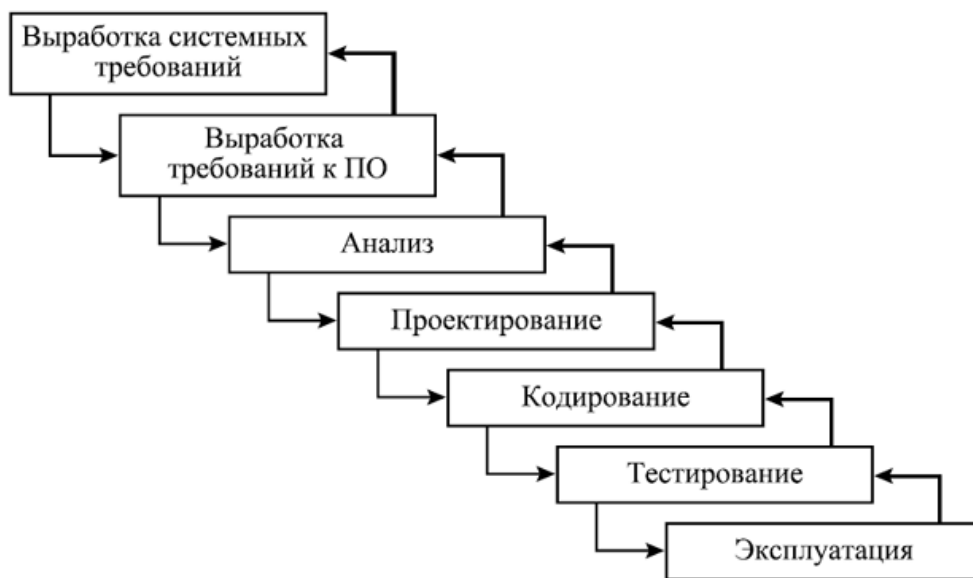 Выработка системных
требований
Выработка
требований к ПО
Анализ
Проектирование
Кодирование
Тестирование
Эксплуатация